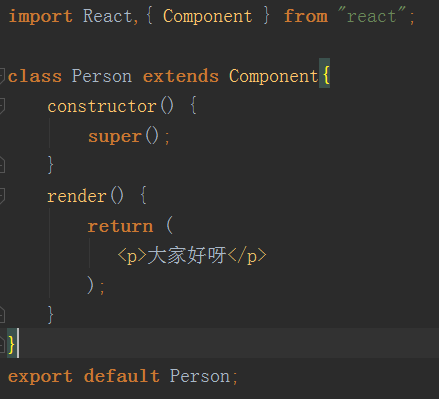 import React,{ Component } from "react";
class Person extends Component{
constructor() {
super();
}
render() {
return (
<p>大家好呀</p>
);
}
}
export default Person;